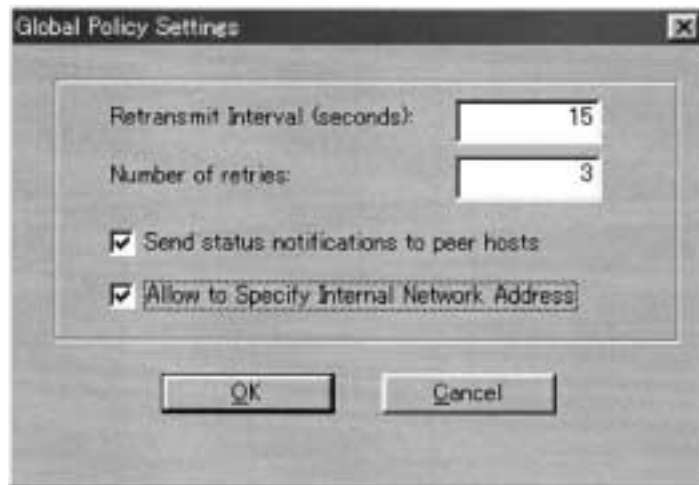 Global Policy Settings
Retransmit Interval (seconds): 15
Number of retries: 3
Send status notifications to peer hosts
Allow to Specify Internal Network Address
OK
Cancel